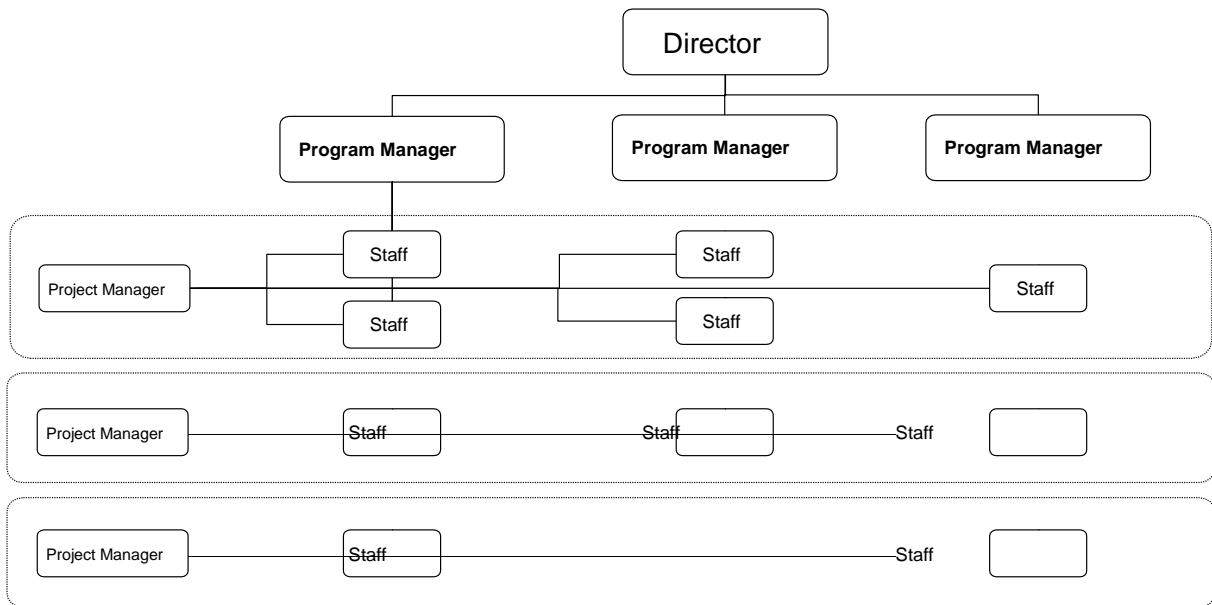 Director
Program Manager
Program Manager
Program Manager
Staff
Staff
Project Manager
Staff
Staff
Staff
Project Manager
Staff
Staff
Staff
Project Manager
Staff
Staff